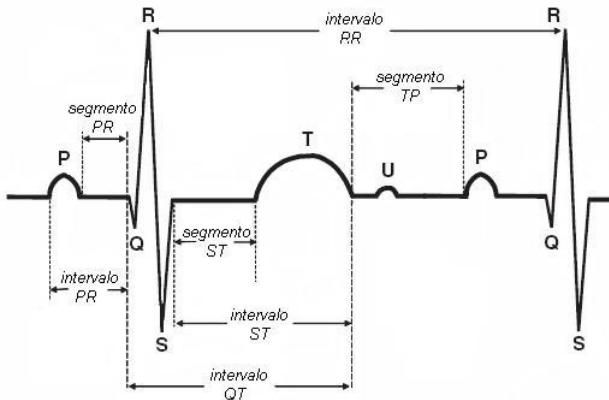 R
R
intervalo
RR
segmento
TP
segmento
PR
T
P
U
P
Q
Q
segmento
ST
intervalo
PR
intervalo
ST
S
S
intervalo
QT